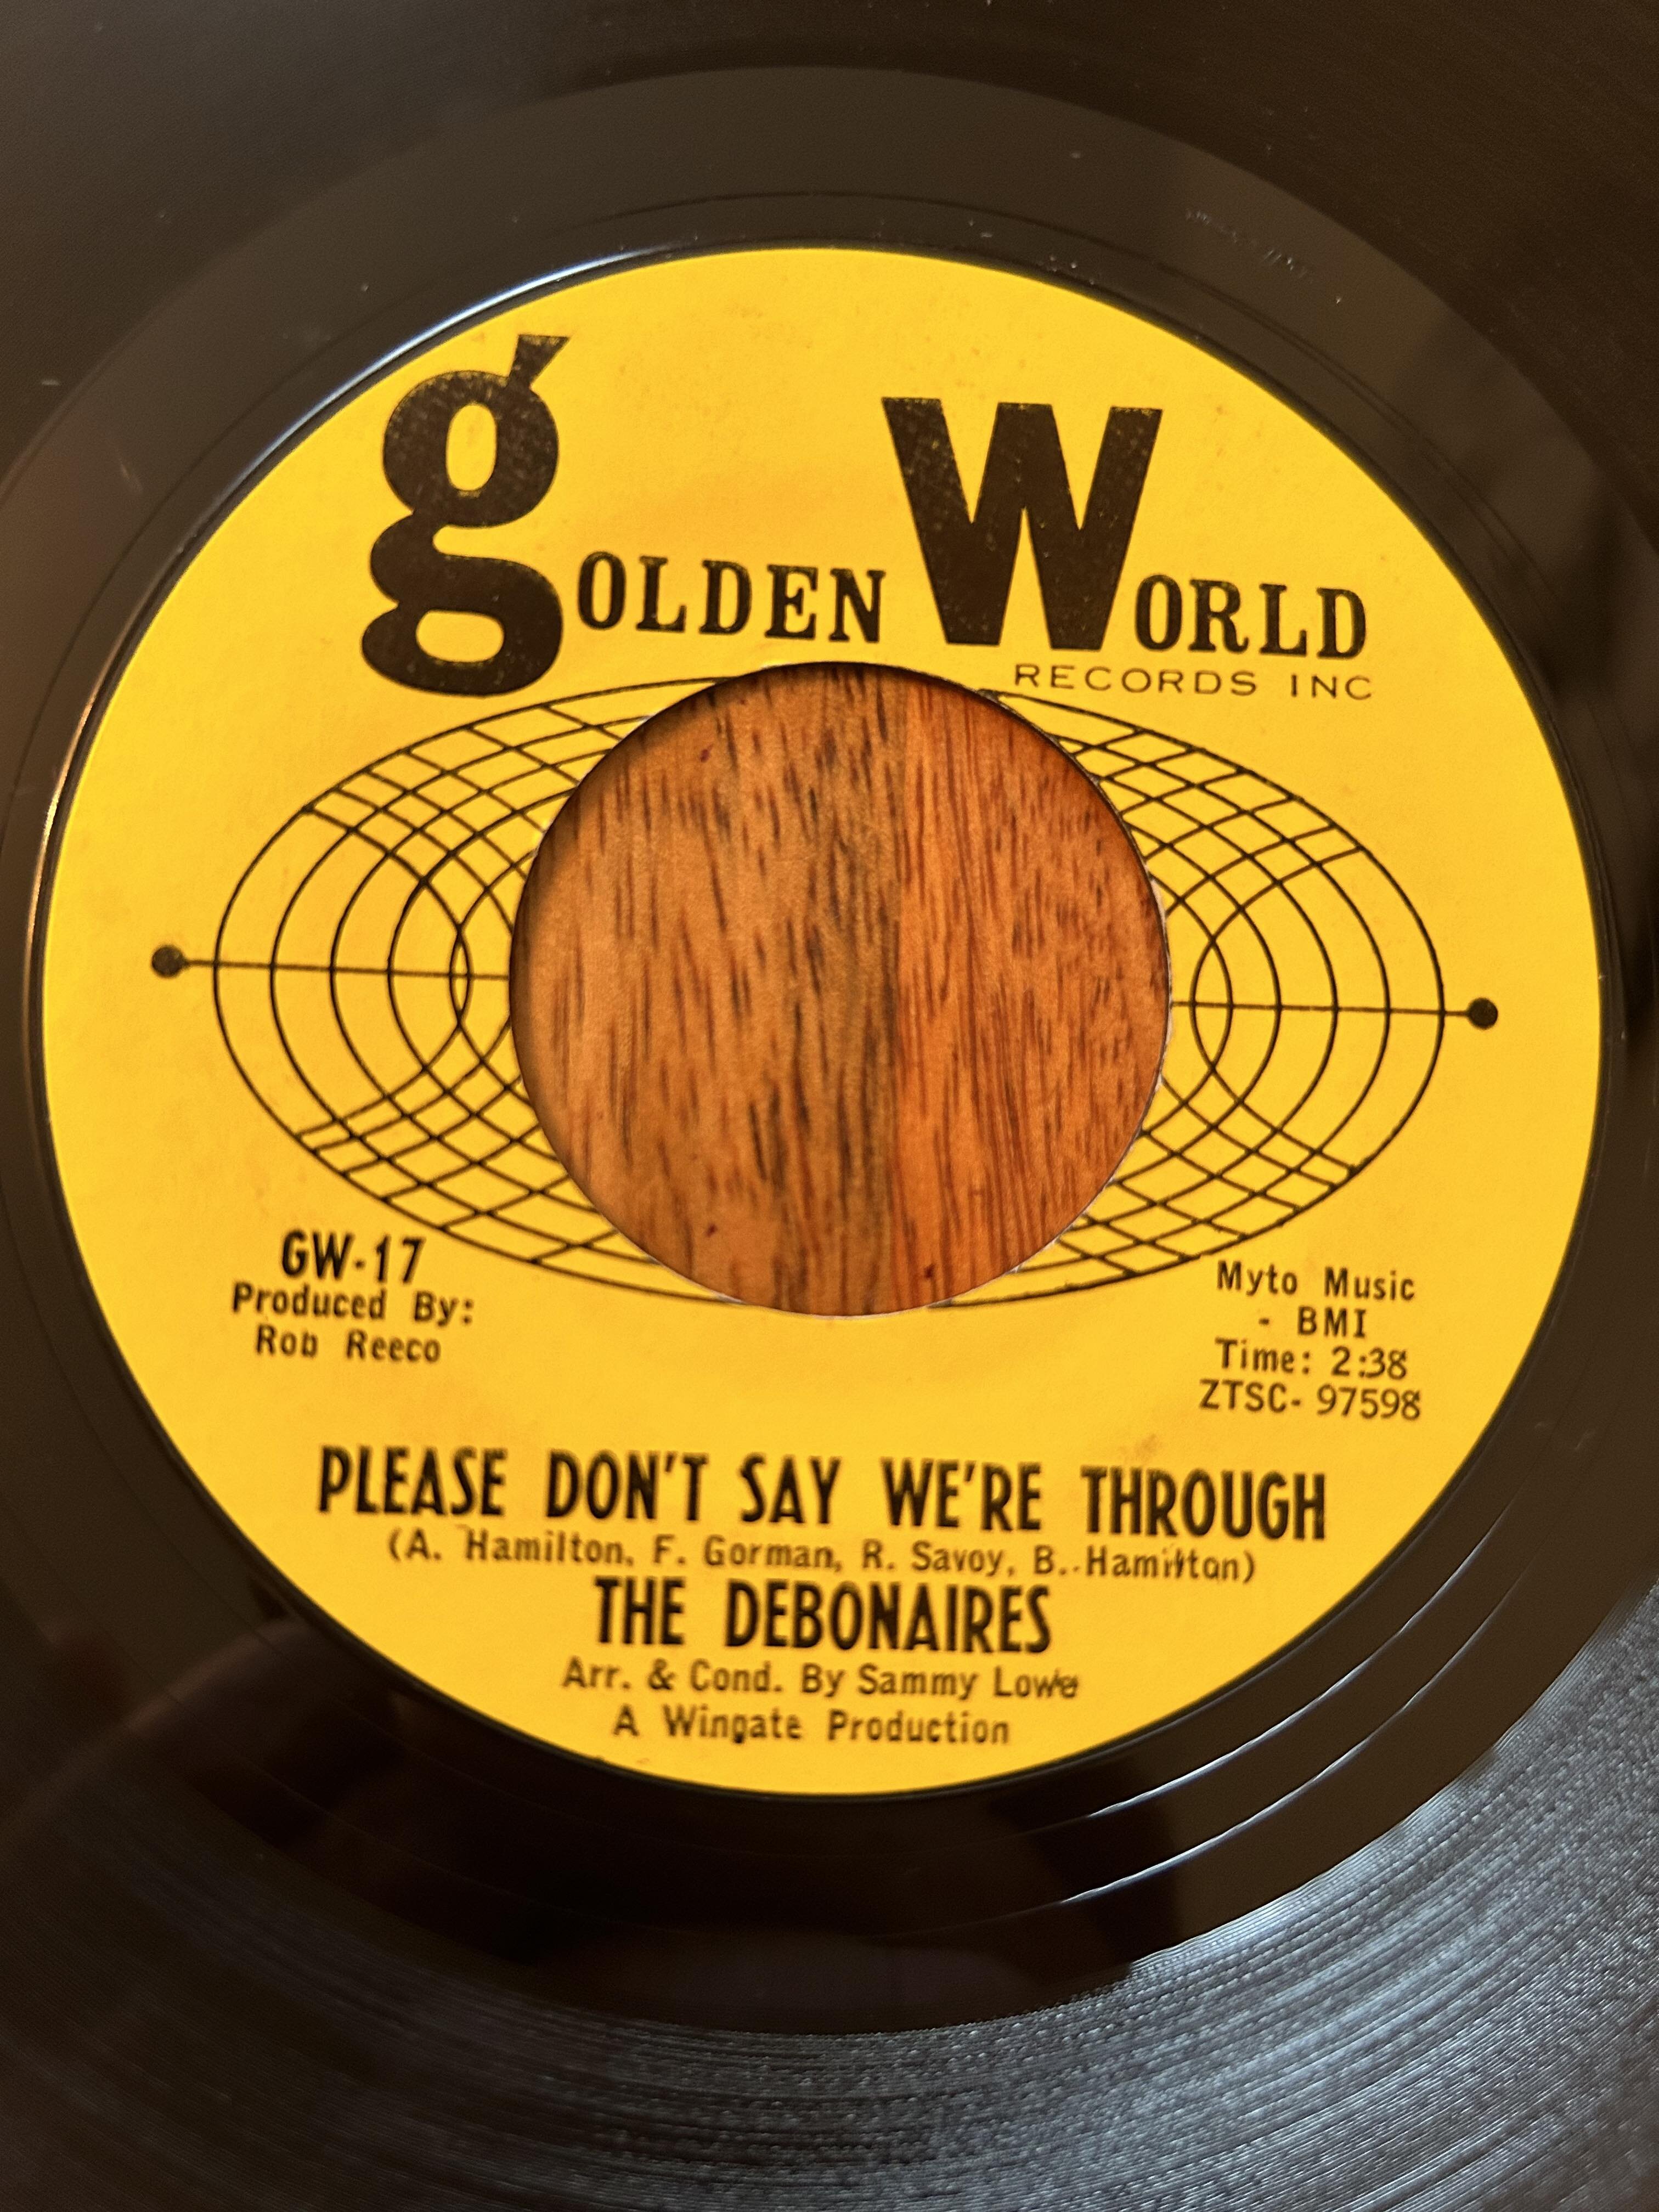 gOLDEN WORLD
RECORDS INC
GW-17
Produced By:
Rob Reeco
Myto Music
- BMI
Time: 2:38
ZTSC- 97598
PLEASE DON'T SAY WE'RE THROUGH
(A. Hamilton, F. Gorman, R. Savoy, B. Hamilton)
THE DEBONAIRES
Arr. & Cond. By Sammy Lowe
A Wingate Production